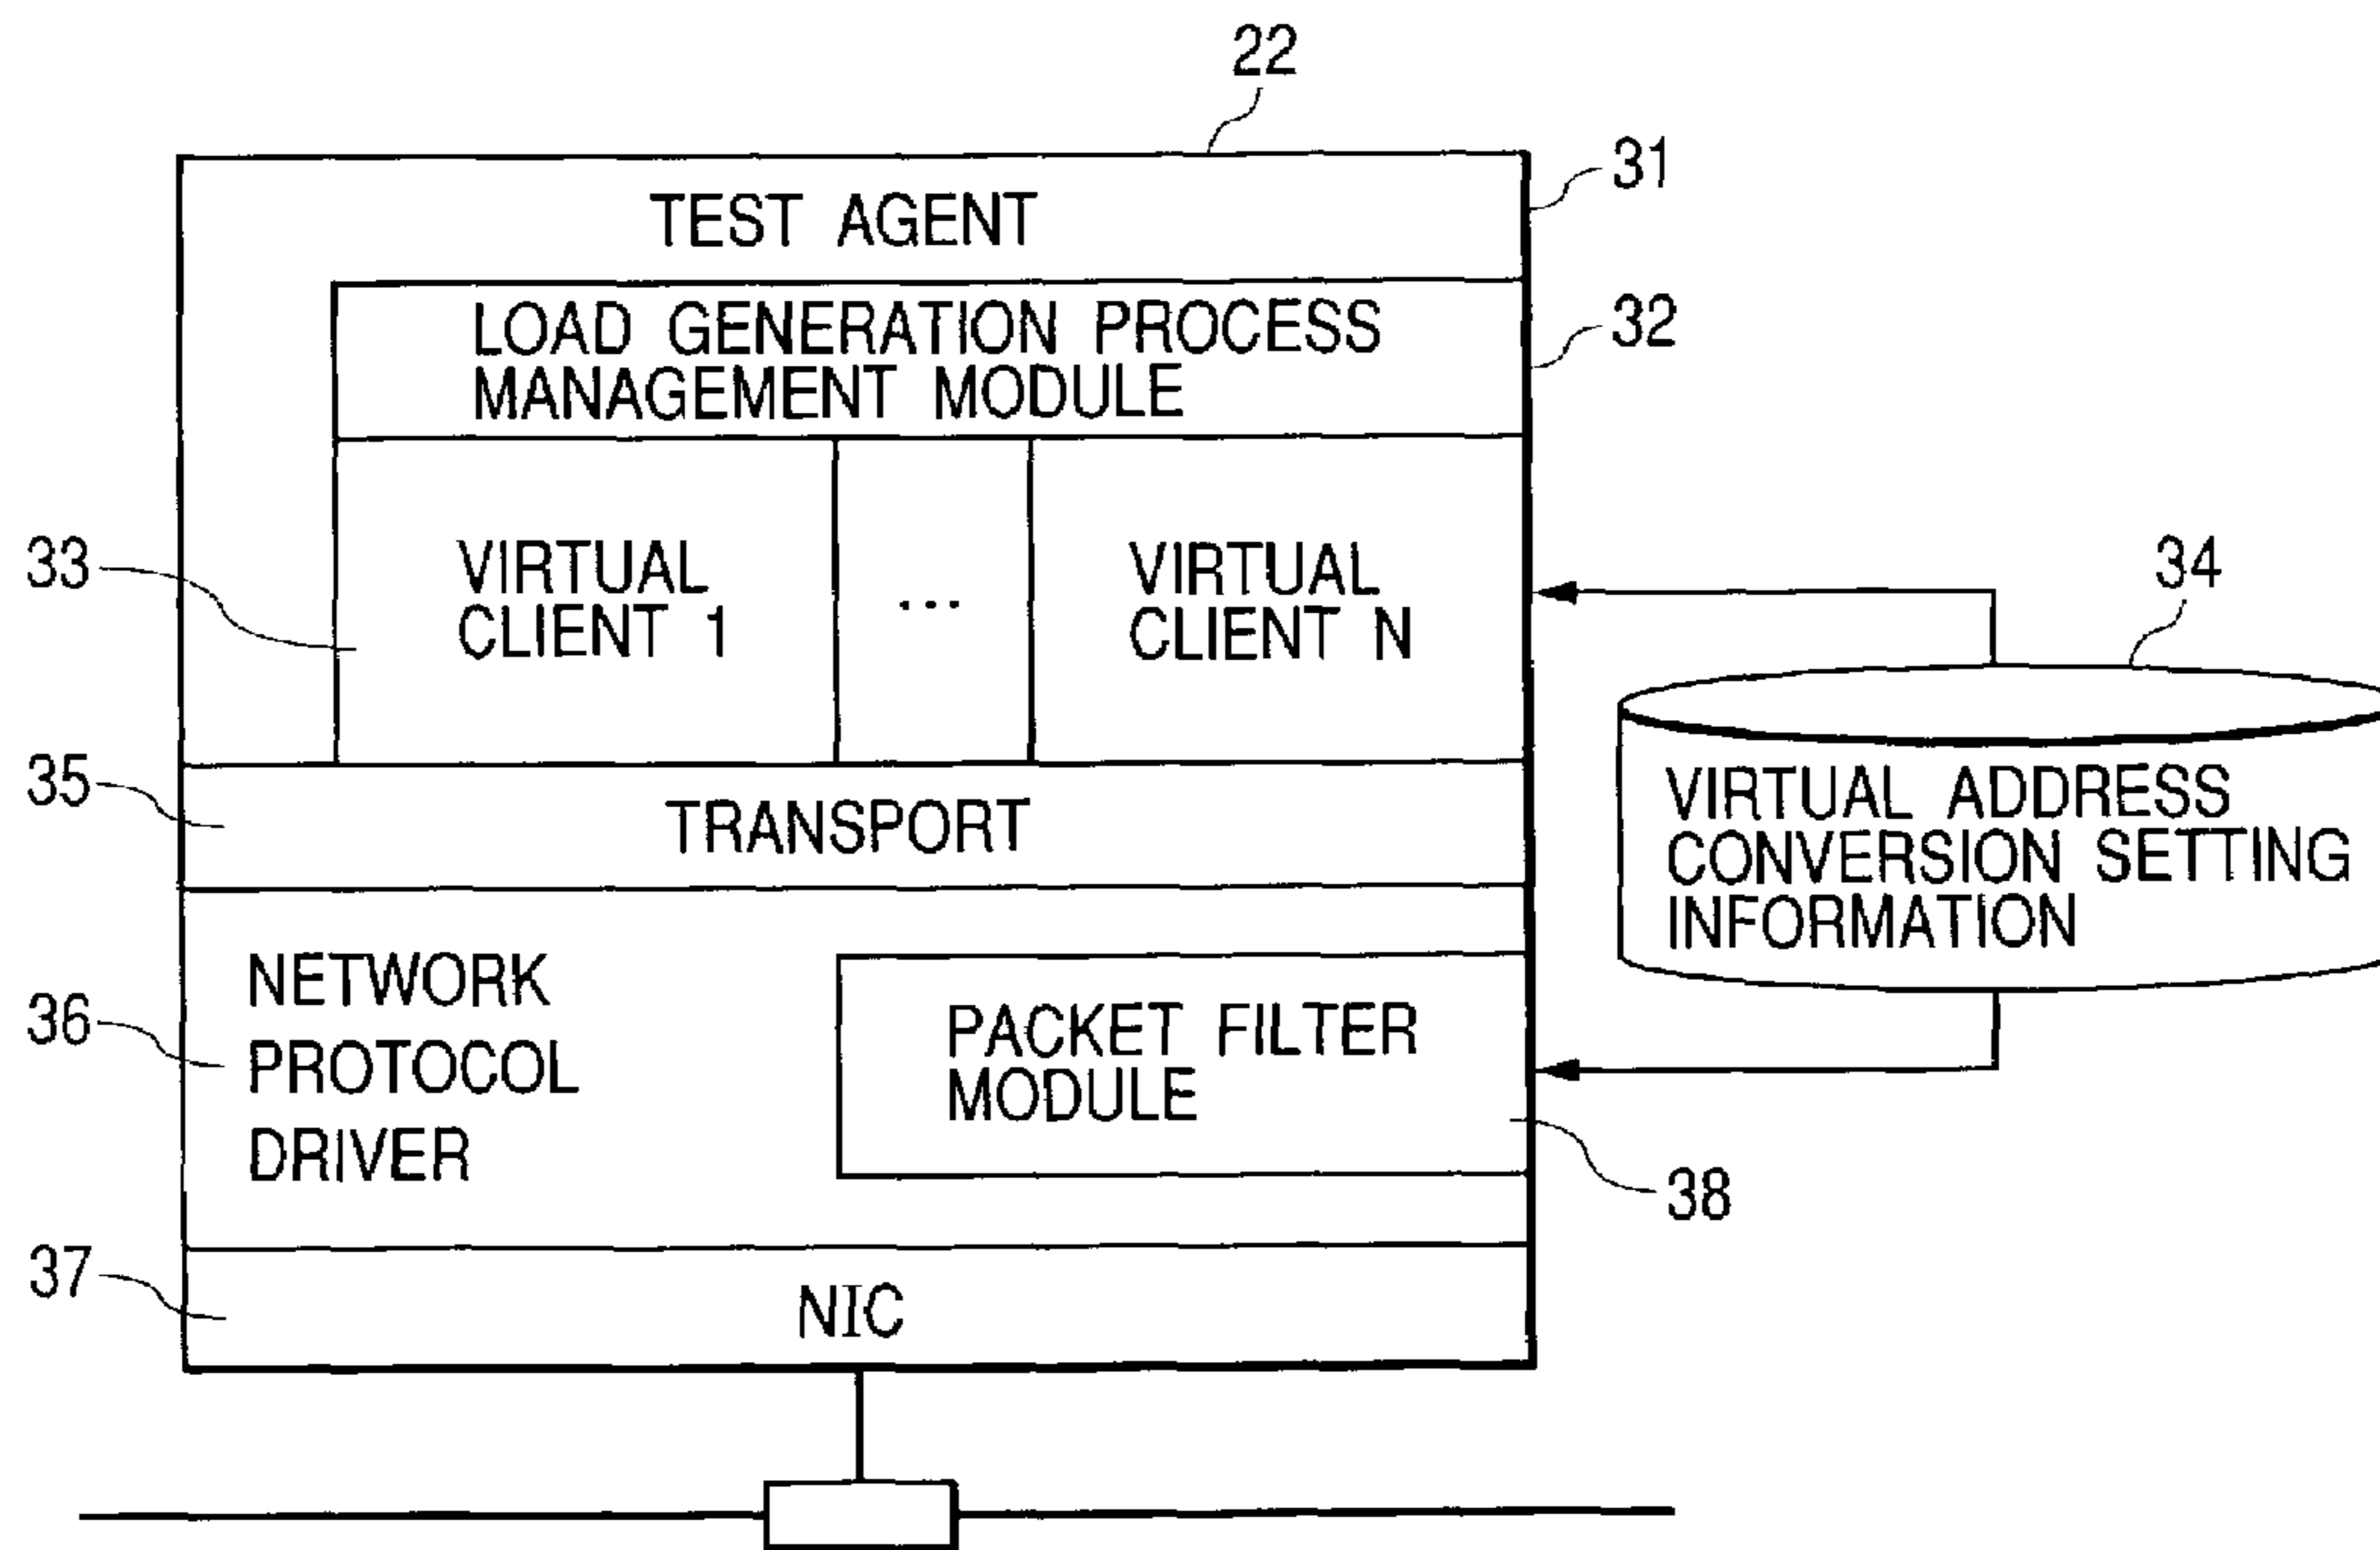 22
31
TEST AGENT
32
LOAD GENERATION PROCESS
MANAGEMENT MODULE
33
VIRTUAL
CLIENT 1
...
VIRTUAL
CLIENT N
34
35
TRANSPORT
VIRTUAL ADDRESS
CONVERSION SETTING
INFORMATION
36
NETWORK
PROTOCOL
DRIVER
PACKET FILTER
MODULE
38
37
NIC